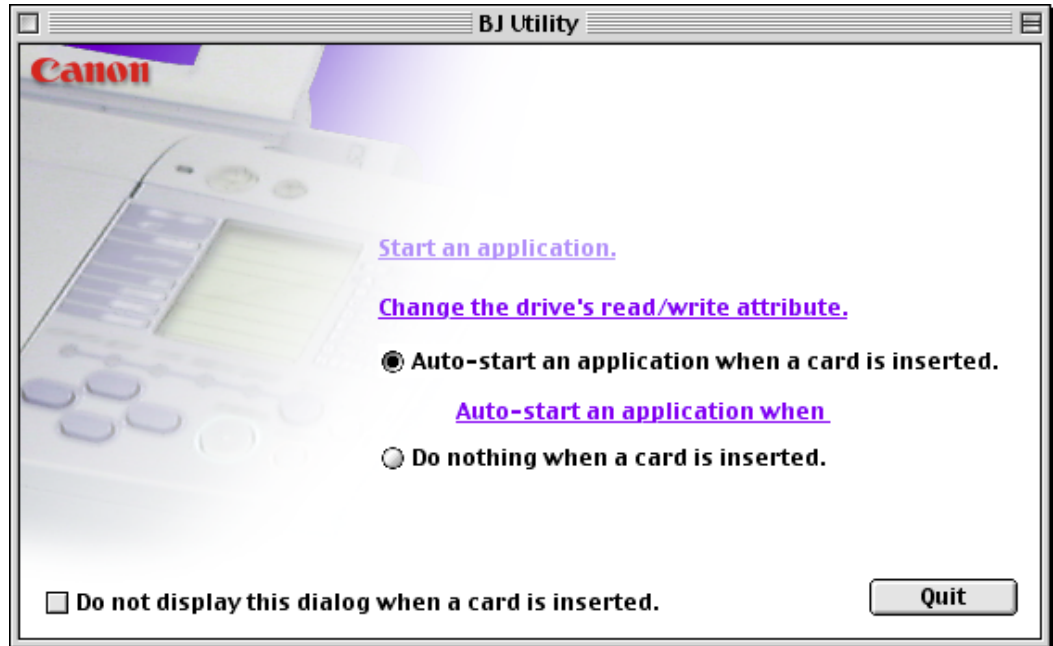 BJ Utility
Canon
Start an application.
Change the drive's read/write attribute.
Auto-start an application when a card is inserted.
Auto-start an application when
Do nothing when a card is inserted.
Do not display this dialog when a card is inserted.
Quit